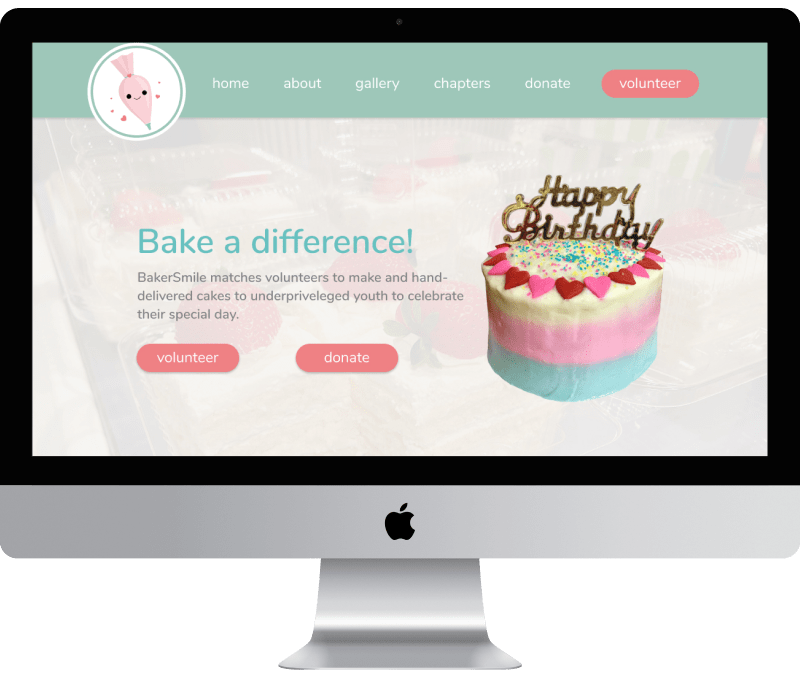 home about gallery chapters donate volunteer
Happy
Birthday
Bake a difference!
BakerSmile matches volunteers to make and hand-
delivered cakes to underpriveleged youth to celebrate
their special day.
volunteer donate